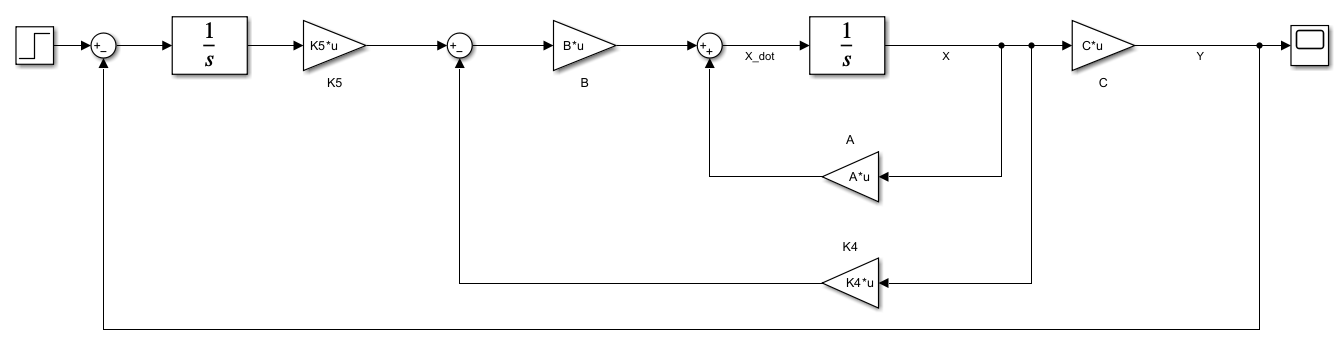 +
−
1
s
K5*u
K5
+
−
B*u
B
+
+
X_dot
1
s
X
C*u
C
Y
A
A*u
K4
K4*u